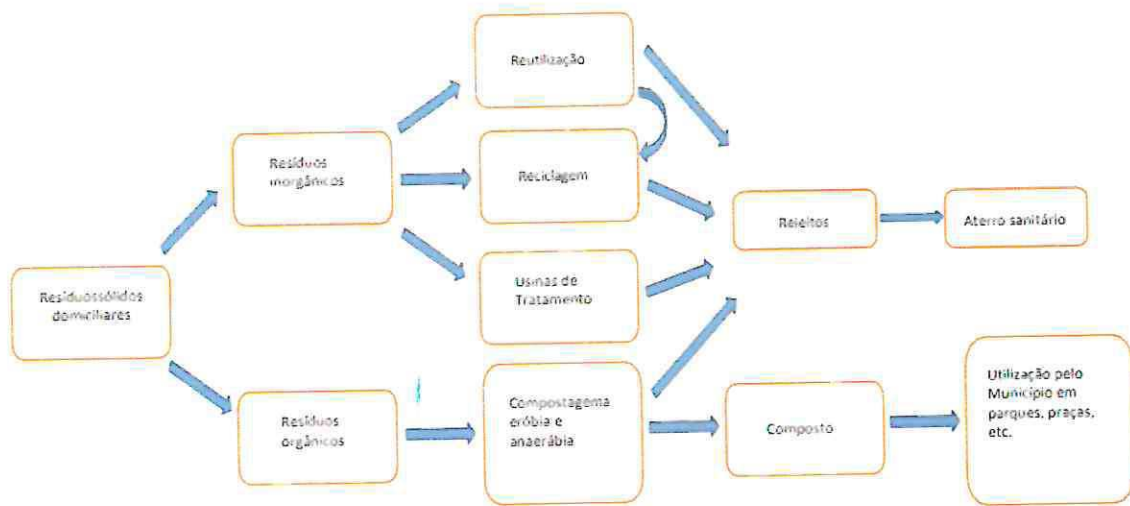 Reutilização
Resíduos
inorgânicos
Reciclagem
Rejeitos
Aterro sanitário
Usinas de
Tratamento
Resíduossólidos
domiciliares
Resíduos
orgânicos
Compostagema
eróbia e
anaeróbia
Composto
Utilização pelo
Município em
parques, praças,
etc.